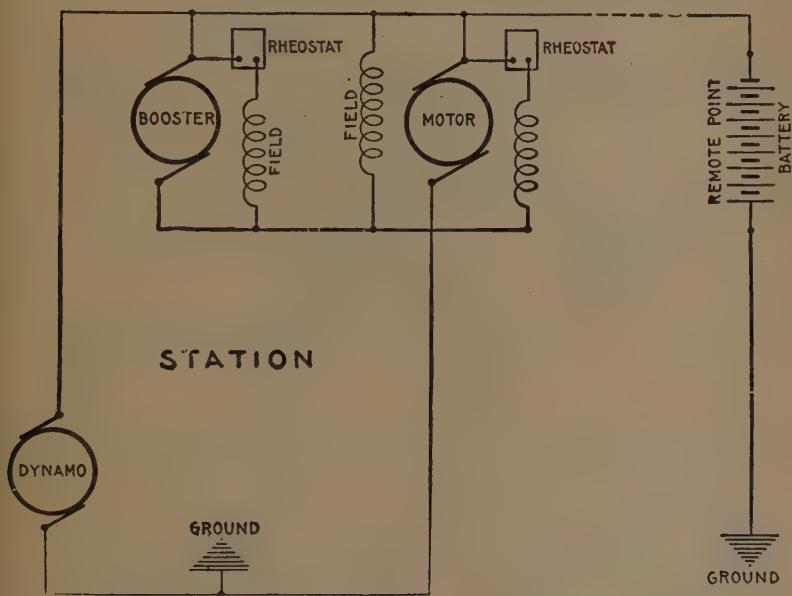 RHEOSTAT
RHEOSTAT
BOOSTER
FIELD
FIELD
MOTOR
REMOTE POINT
BATTERY
STATION
DYNAMO
GROUND
GROUND